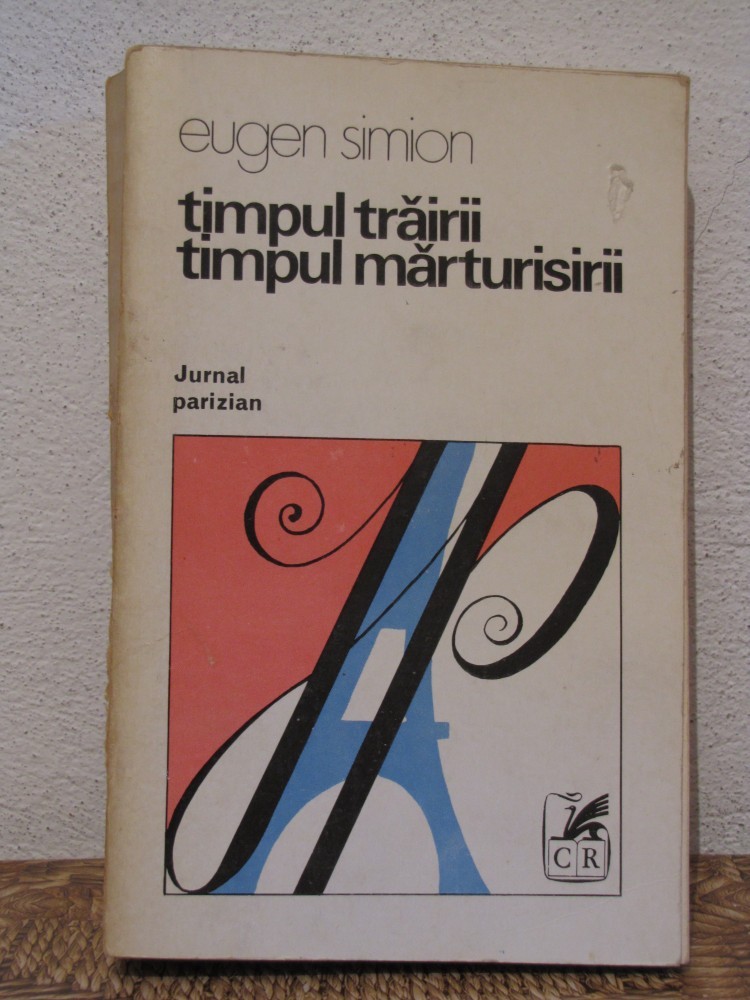 eugen simion
timpul trăirii
timpul mărturisirii
Jurnal
parizian
CR